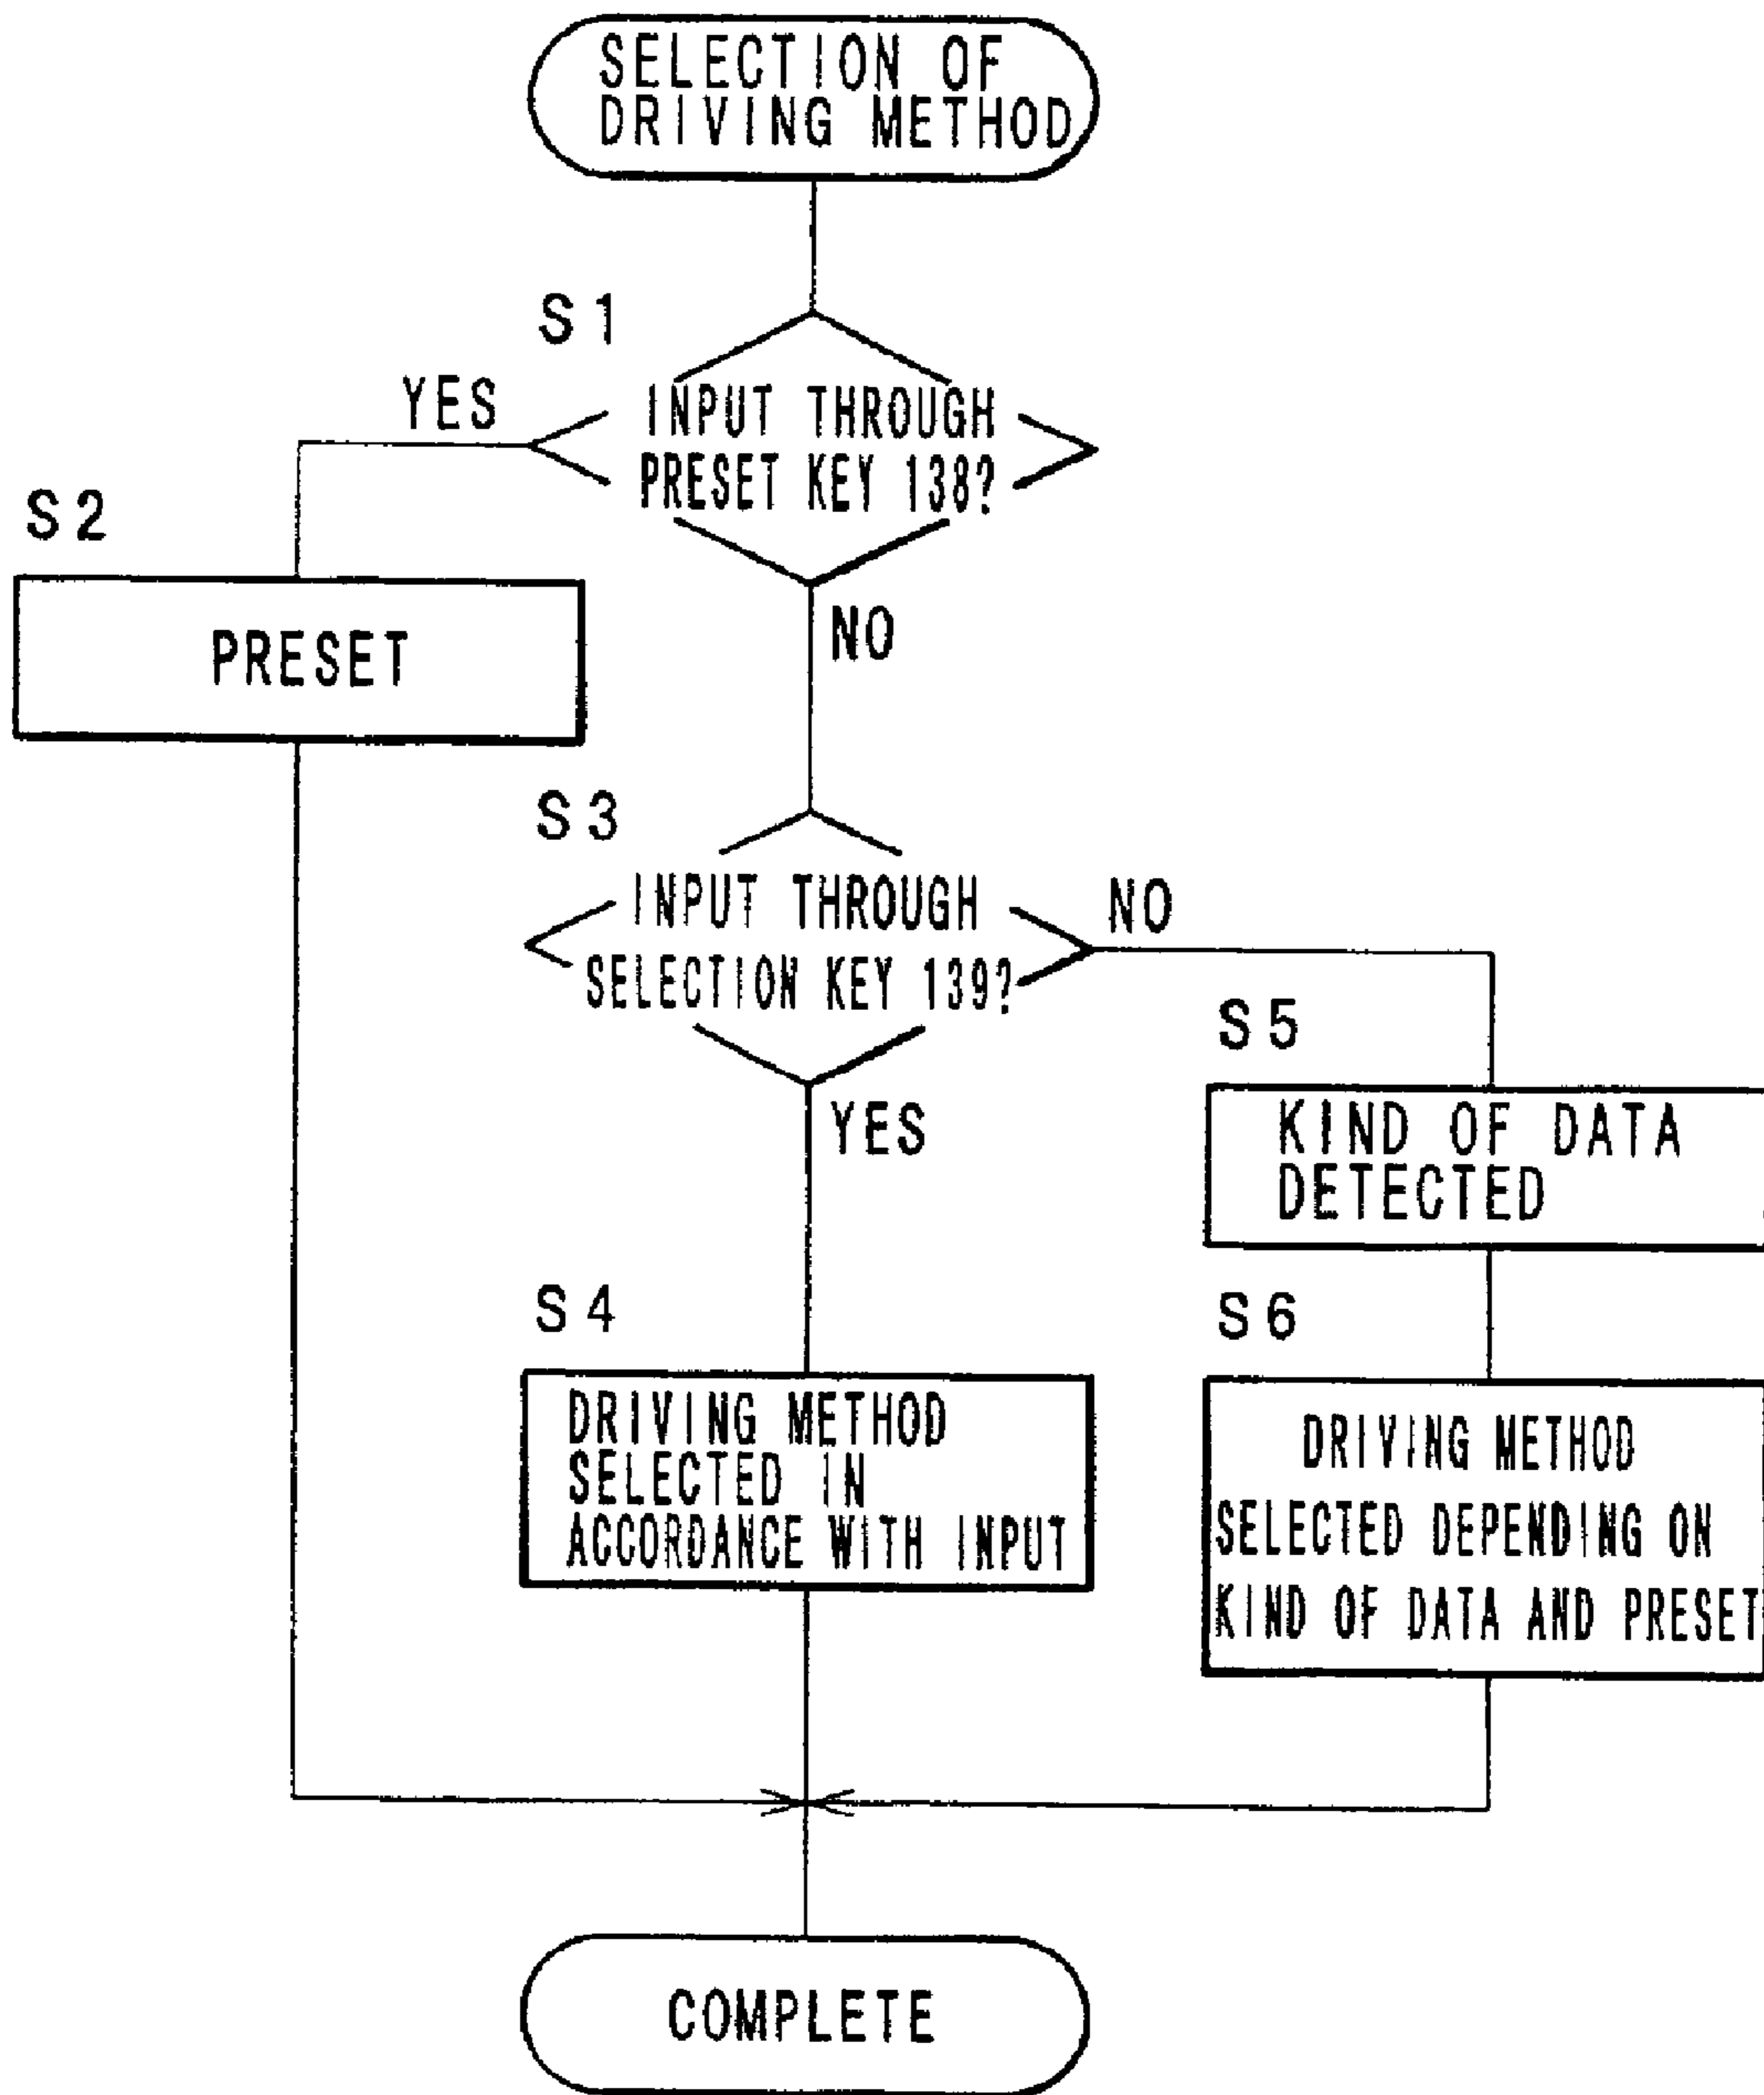 SELECTION OF
DRIVING METHOD
S1
YES
INPUT THROUGH
PRESET KEY 138?
S2
PRESET
NO
S3
INPUT THROUGH
SELECTION KEY 139?
NO
YES
S5
KIND OF DATA
DETECTED
S4
DRIVING METHOD
SELECTED IN
ACCORDANCE WITH INPUT
S6
DRIVING METHOD
SELECTED DEPENDING ON
KIND OF DATA AND PRESET
COMPLETE